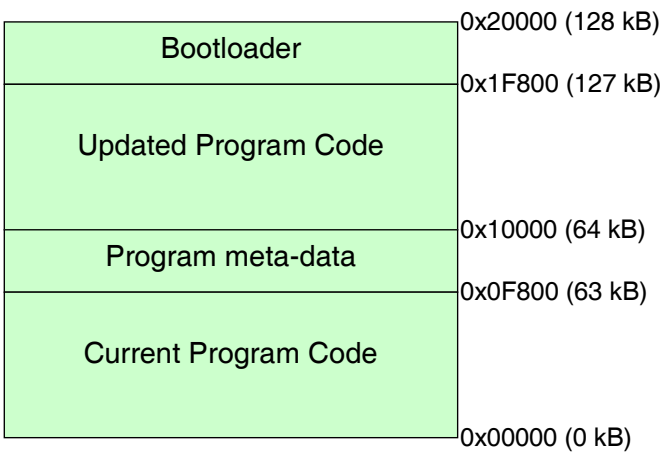 0x20000 (128 kB)
Bootloader
0x1F800 (127 kB)
Updated Program Code
0x10000 (64 kB)
Program meta-data
0x0F800 (63 kB)
Current Program Code
0x00000 (0 kB)